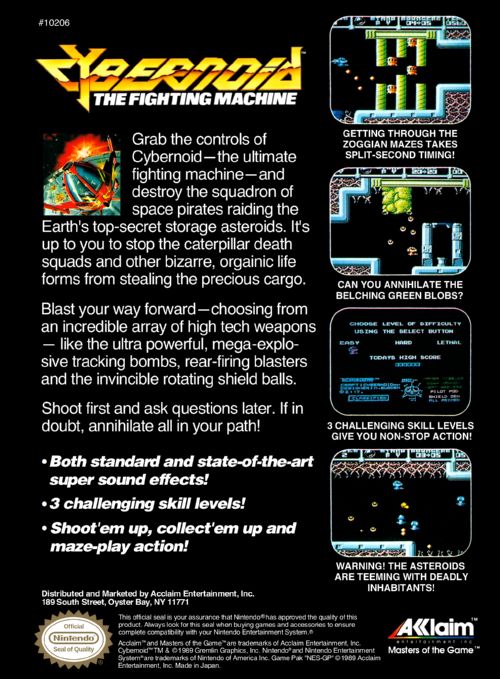 #10206
CYBERNOID™
THE FIGHTING MACHINE
Grab the controls of
Cybernoid—the ultimate
fighting machine—and
destroy the squadron of
space pirates raiding the
Earth's top-secret storage asteroids. It's
up to you to stop the caterpillar death
squads and other bizarre, orgainic life
forms from stealing the precious cargo.
Blast your way forward—choosing from
an incredible array of high tech weapons
— like the ultra powerful, mega-explo-
sive tracking bombs, rear-firing blasters
and the invincible rotating shield balls.
Shoot first and ask questions later. If in
doubt, annihilate all in your path!
• Both standard and state-of-the-art
super sound effects!
• 3 challenging skill levels!
• Shoot'em up, collect'em up and
maze-play action!
GETTING THROUGH THE
ZOGGIAN MAZES TAKES
SPLIT-SECOND TIMING!
CAN YOU ANNIHILATE THE
BELCHING GREEN BLOBS?
CHOOSE LEVEL OF DIFFICULTY
USING THE SELECT BUTTON
EASY HARD LETHAL
TODAYS HIGH SCORE
000000
CLASSIFIED
3 CHALLENGING SKILL LEVELS
GIVE YOU NON-STOP ACTION!
WARNING! THE ASTEROIDS
ARE TEEMING WITH DEADLY
INHABITANTS!
Distributed and Marketed by Acclaim Entertainment, Inc.
189 South Street, Oyster Bay, NY 11771
Official
Nintendo
Seal of Quality
This official seal is your assurance that Nintendo® has approved the quality of this
product. Always look for this seal when buying games and accessories to ensure
complete compatibility with your Nintendo Entertainment System.®
Acclaim™ and Masters of the Game™ are trademarks of Acclaim Entertainment, Inc.
Cybernoid™ TM & ©1989 Gremlin Graphics, Inc. Nintendo® and Nintendo Entertainment
System® are trademarks of Nintendo of America Inc. Game Pak "NES-GP" ©1989 Acclaim
Entertainment, Inc. Made in Japan.
AKklaim™
entertainment inc.
Masters of the Game™